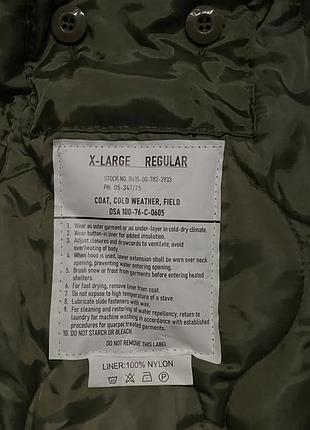 X-LARGE REGULAR
STOCK NO. 8415-00-782-2933
PN: 05-347/75
COAT, COLD WEATHER, FIELD
DSA 100-76-C-0605
1. Wear as outer garment or as under-layer in cold-dry climate.
2. Wear button-in liner for added insulation.
3. Adjust closures and drawcords to ventilate, avoid
overheating of body.
4. When hood is used, lower extension shall be worn over neck
opening, preventing water entering opening.
5. Brush snow or frost from garments before entering heated
shelters.
6. For fast drying, remove liner from coat.
7. Do not expose to high temperature of a stove.
8. Lubricate slide fasteners with wax.
9. For cleaning and restoring of water repellency, return to
laundry for machine washing in accordance with established
procedures for quarpel treated garments.
10. DO NOT STARCH OR BLEACH.
DO NOT REMOVE THIS LABEL
LINER:100% NYLON
P